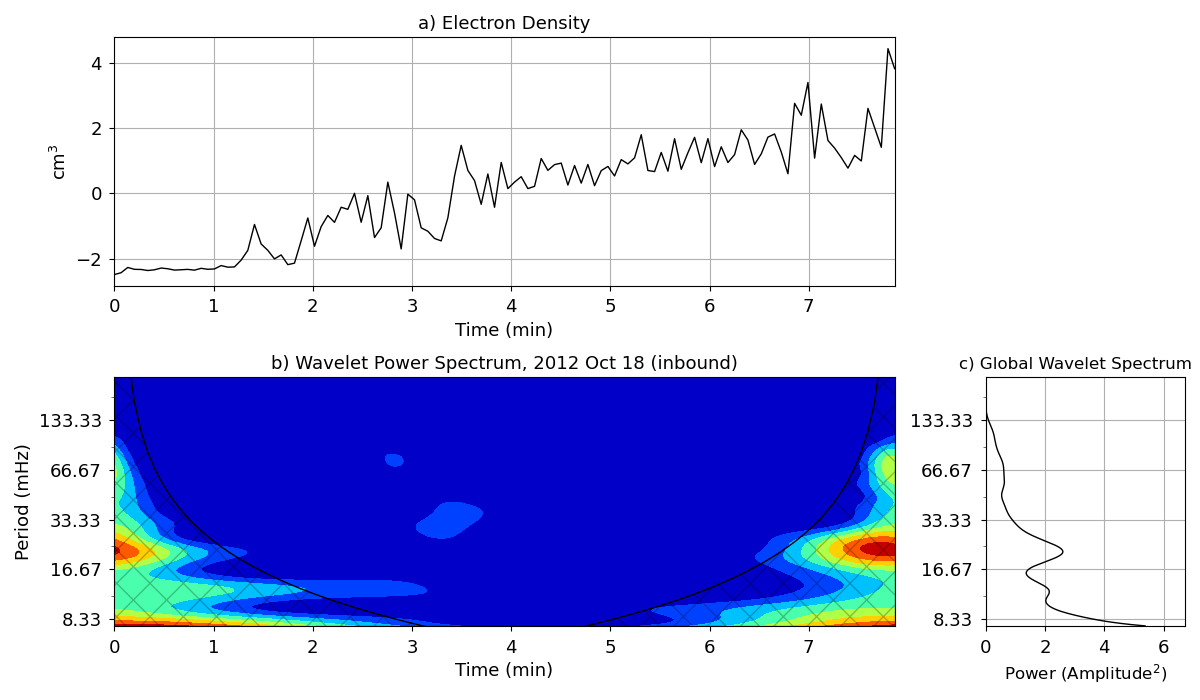 a) Electron Density
4
2
0
−2
cm³
0 1 2 3 4 5 6 7
Time (min)
b) Wavelet Power Spectrum, 2012 Oct 18 (inbound)
133.33
66.67
33.33
16.67
8.33
Period (mHz)
0 1 2 3 4 5 6 7
Time (min)
c) Global Wavelet Spectrum
133.33
66.67
33.33
16.67
8.33
0 2 4 6
Power (Amplitude²)